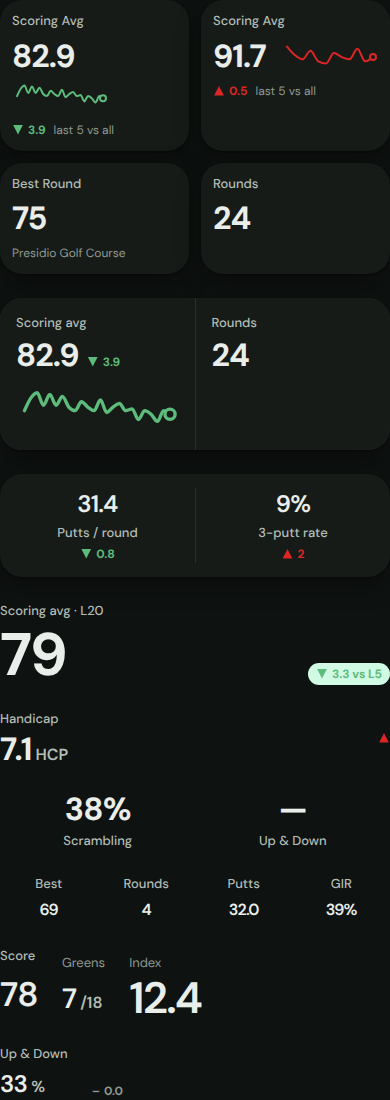 Scoring Avg
82.9
▼ 3.9 last 5 vs all
Scoring Avg
91.7
▲ 0.5 last 5 vs all
Best Round
75
Presidio Golf Course
Rounds
24
Scoring avg
82.9 ▼ 3.9
Rounds
24
31.4
Putts / round
▼ 0.8
9%
3-putt rate
▲ 2
Scoring avg · L20
79
▼ 3.3 vs L5
Handicap
7.1 HCP
▲
38%
Scrambling
—
Up & Down
Best
69
Rounds
4
Putts
32.0
GIR
39%
Score
78
Greens
7 /18
Index
12.4
Up & Down
33 %
– 0.0